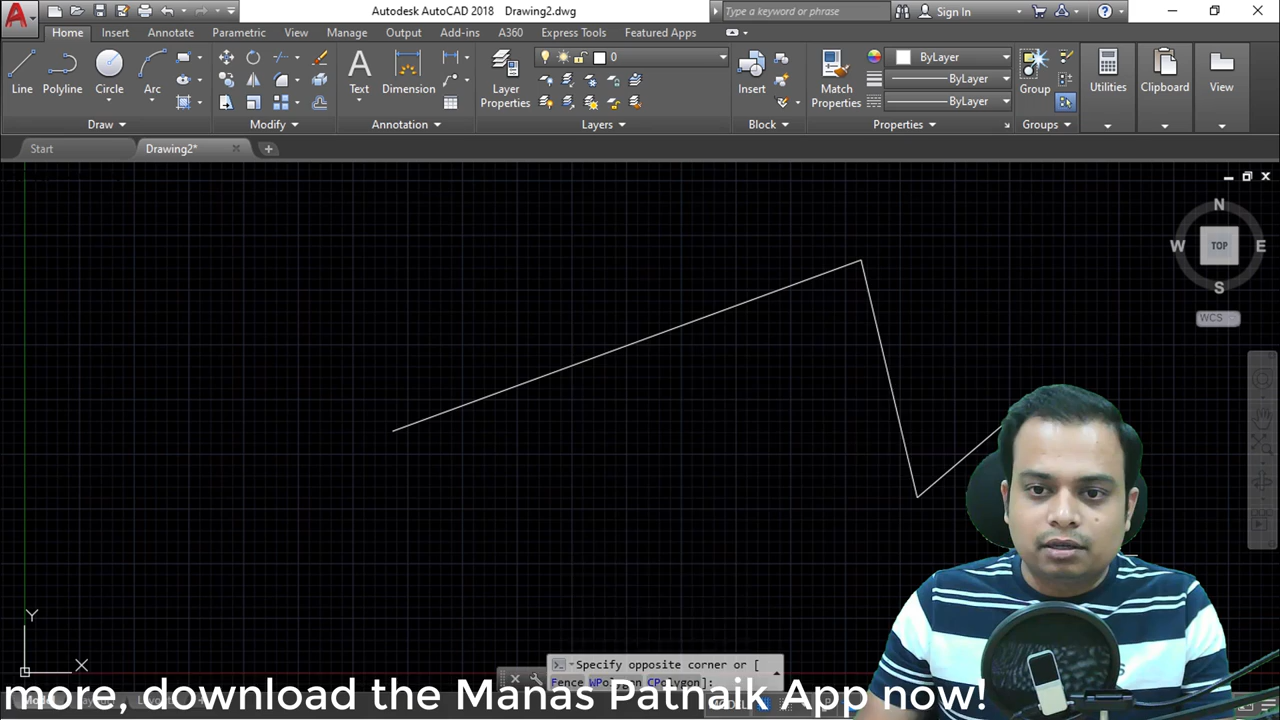 Autodesk AutoCAD 2018 Drawing2.dwg
Type a keyword or phrase
Sign In
Home Insert Annotate Parametric View Manage Output Add-ins A360 Express Tools Featured Apps
Line
Polyline
Circle
Arc
Draw
Modify
Text
Dimension
Annotation
Layer
Properties
0
Layers
Insert
Block
Match
Properties
ByLayer
ByLayer
ByLayer
Properties
Group
Groups
Utilities
Clipboard
View
Start
Drawing2*
N
W
TOP
E
S
WCS
Y
X
Specify opposite corner or [
Fence WPolygon CPolygon]:
more, download the Manas Patnaik App now!